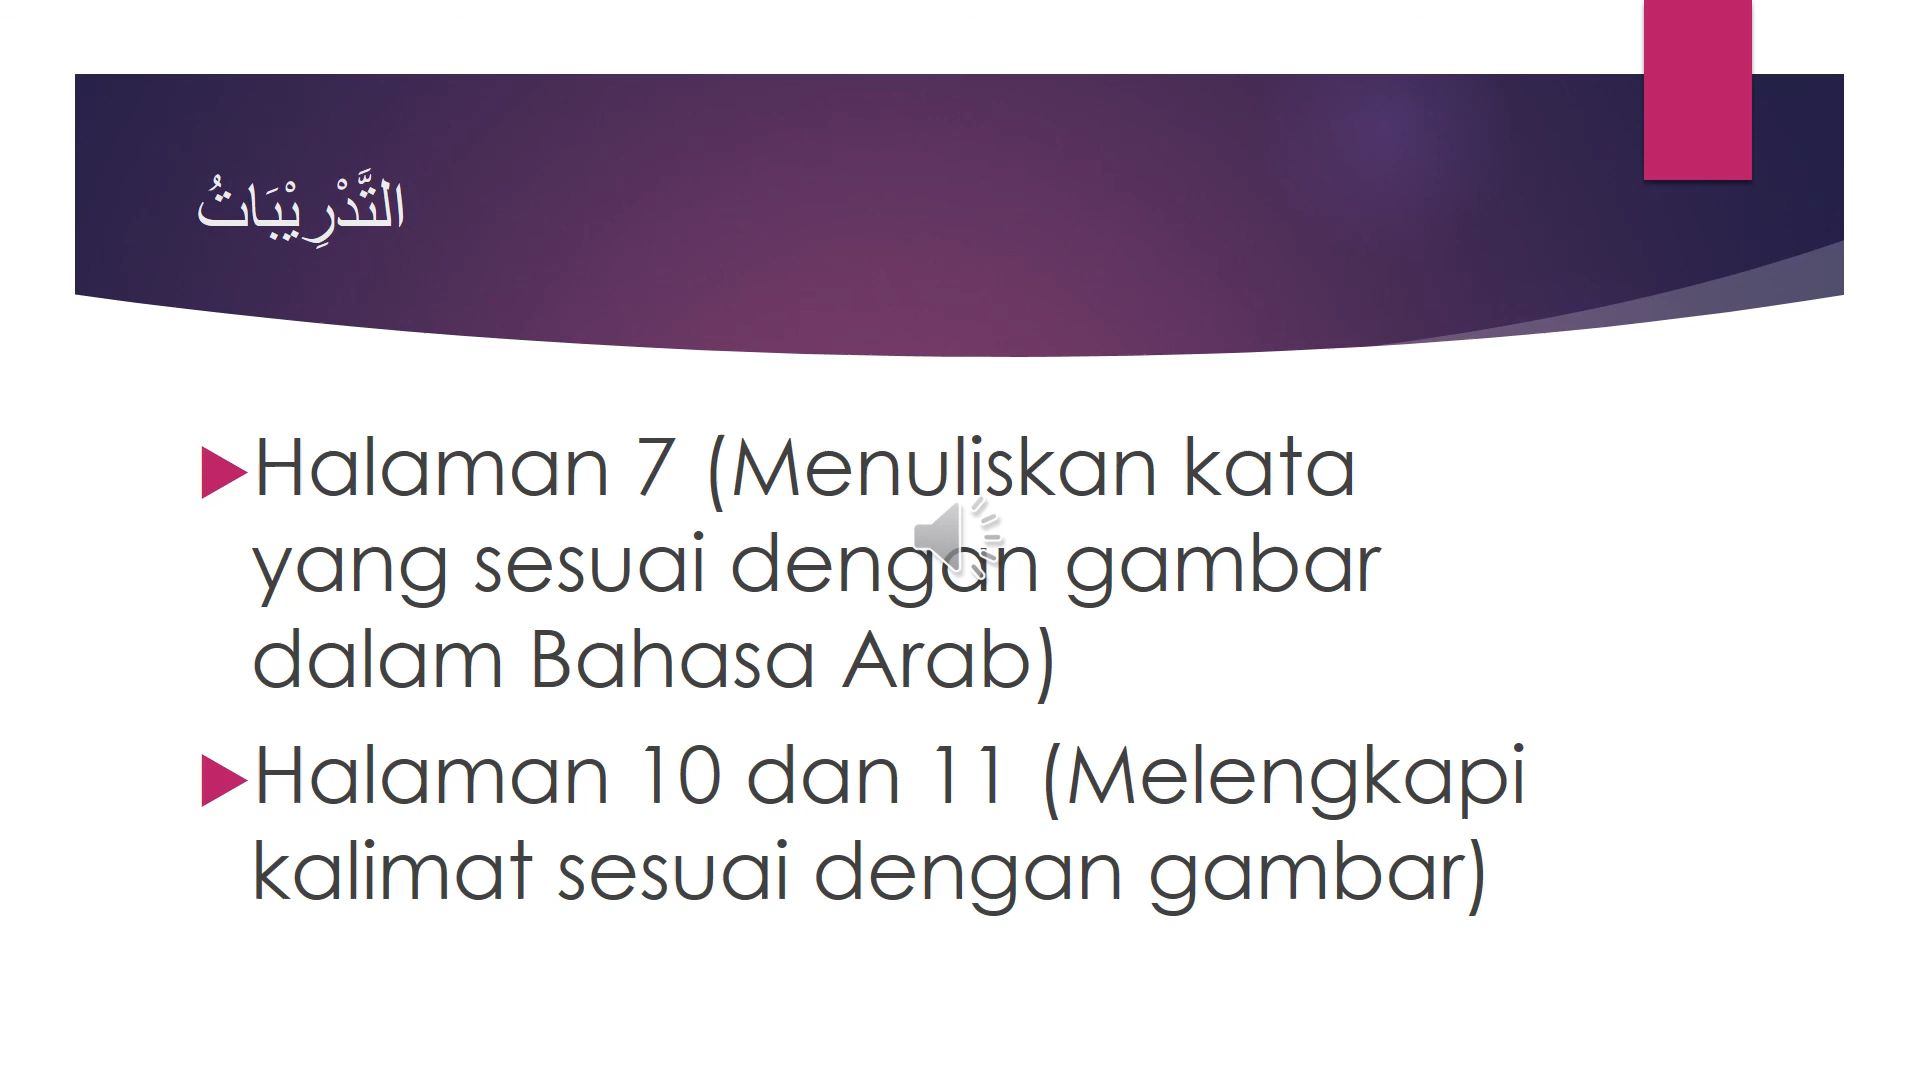 التَّدْرِيْبَاتُ
Halaman 7 (Menuliskan kata
yang sesuai dengan gambar
dalam Bahasa Arab)
Halaman 10 dan 11 (Melengkapi
kalimat sesuai dengan gambar)